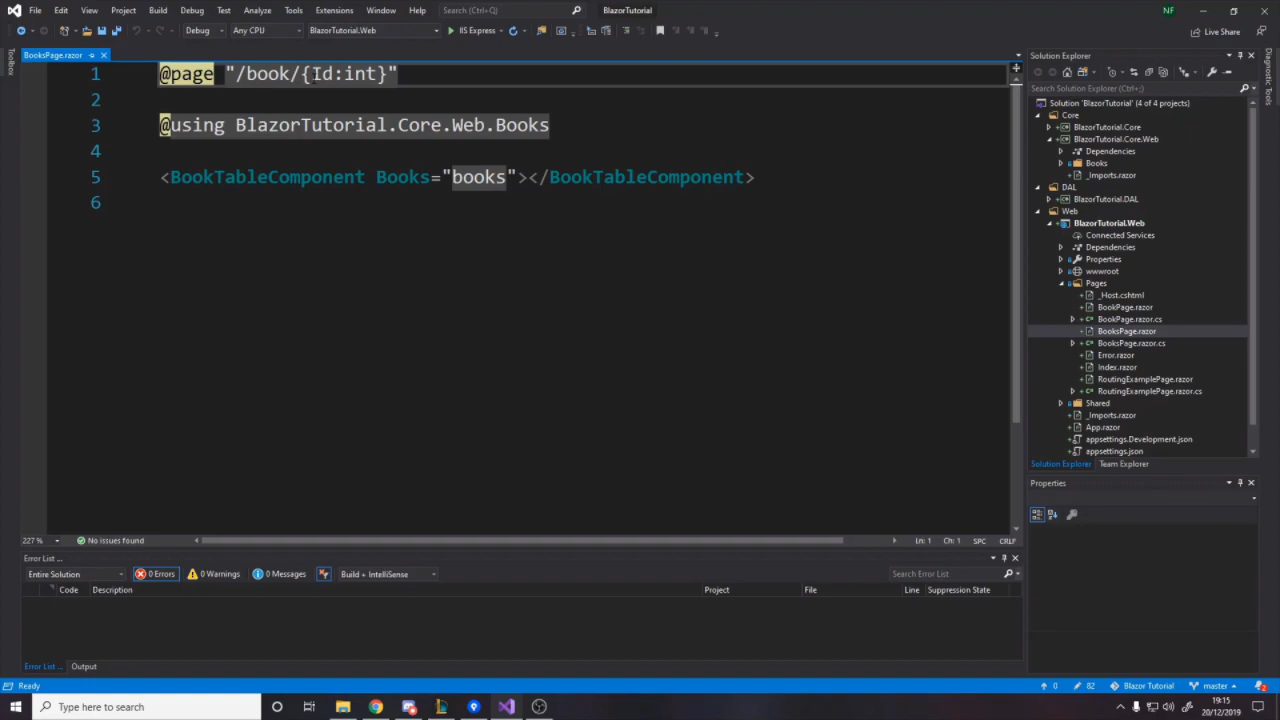 File Edit View Project Build Debug Test Analyze Tools Extensions Window Help Search (Ctrl+Q) BlazorTutorial NF
Debug Any CPU BlazorTutorial.Web IIS Express Live Share
Toolbox
BooksPage.razor
1 @page "/book/{Id:int}"
2
3 @using BlazorTutorial.Core.Web.Books
4
5 <BookTableComponent Books="books"></BookTableComponent>
6
227 % No issues found Ln: 1 Ch: 1 SPC CRLF
Error List ...
Entire Solution 0 Errors 0 Warnings 0 Messages Build + IntelliSense Search Error List
Code Description Project File Line Suppression State
Error List ... Output
Solution Explorer
Search Solution Explorer (Ctrl+;)
Solution 'BlazorTutorial' (4 of 4 projects)
Core
BlazorTutorial.Core
BlazorTutorial.Core.Web
Dependencies
Books
_Imports.razor
DAL
BlazorTutorial.DAL
Web
BlazorTutorial.Web
Connected Services
Dependencies
Properties
wwwroot
Pages
_Host.cshtml
BookPage.razor
BookPage.razor.cs
BooksPage.razor
BooksPage.razor.cs
Error.razor
Index.razor
RoutingExamplePage.razor
RoutingExamplePage.razor.cs
Shared
_Imports.razor
App.razor
appsettings.Development.json
appsettings.json
Solution Explorer Team Explorer
Properties
Diagnostic Tools
Ready 0 82 Blazor Tutorial master 2
Type here to search 19:15
20/12/2019